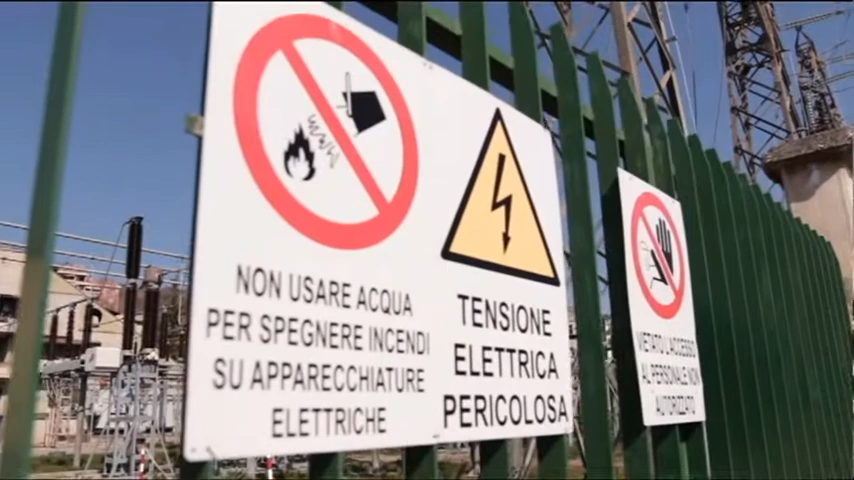 NON USARE ACQUA
PER SPEGNERE INCENDI
SU APPARECCHIATURE
ELETTRICHE
TENSIONE
ELETTRICA
PERICOLOSA
VIETATO L'ACCESSO
AL PERSONALE NON
AUTORIZZATO